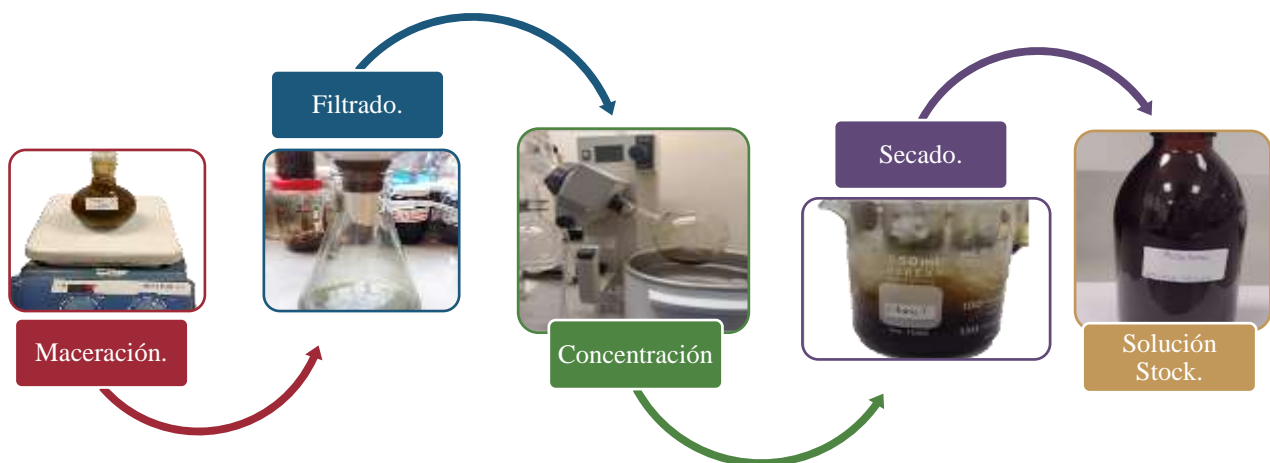 Maceración.
Filtrado.
Concentración
Secado.
Solución
Stock.